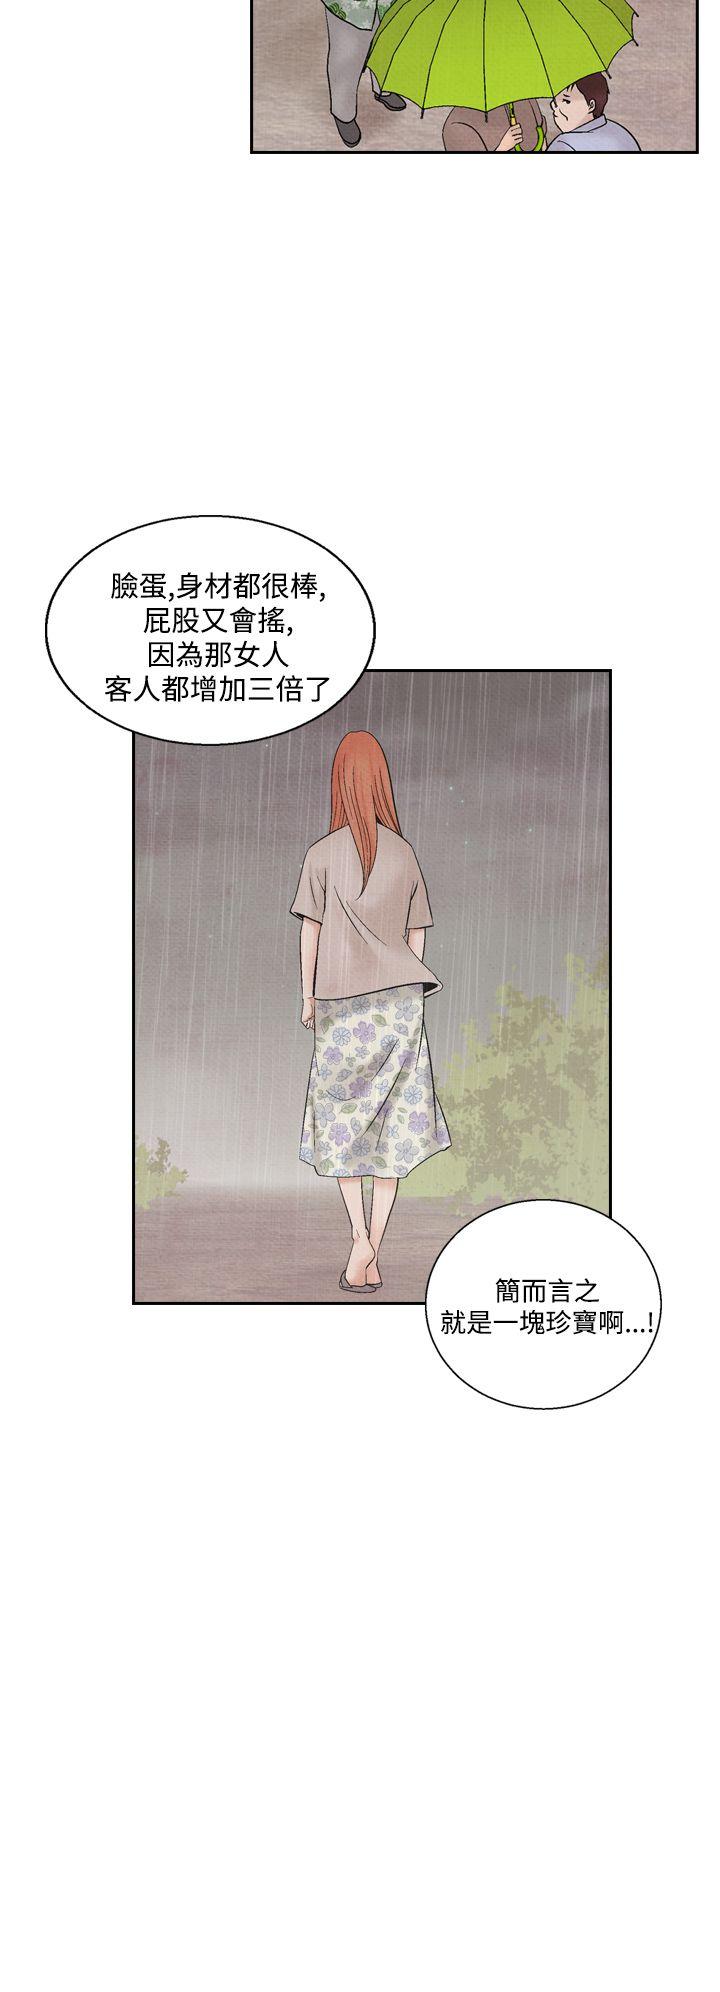 臉蛋,身材都很棒,
屁股又會搖,
因為那女人
客人都增加三倍了
簡而言之
就是一塊珍寶啊...!